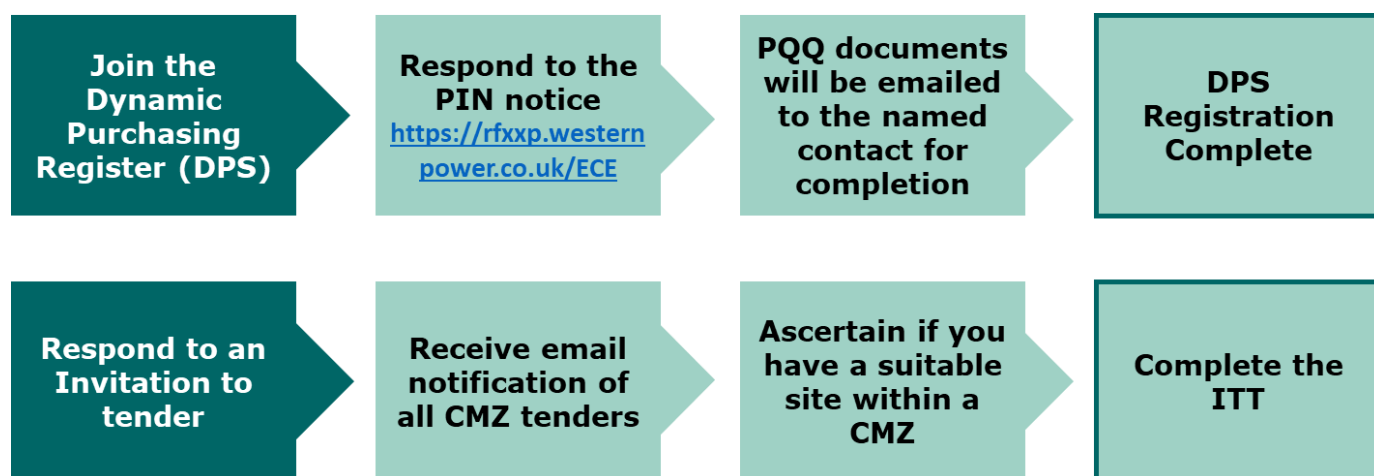 Join the
Dynamic
Purchasing
Register (DPS)
Respond to the
PIN notice
https://rfxxp.western
power.co.uk/ECE
PQQ documents
will be emailed
to the named
contact for
completion
DPS
Registration
Complete
Respond to an
Invitation to
tender
Receive email
notification of
all CMZ tenders
Ascertain if you
have a suitable
site within a
CMZ
Complete the
ITT